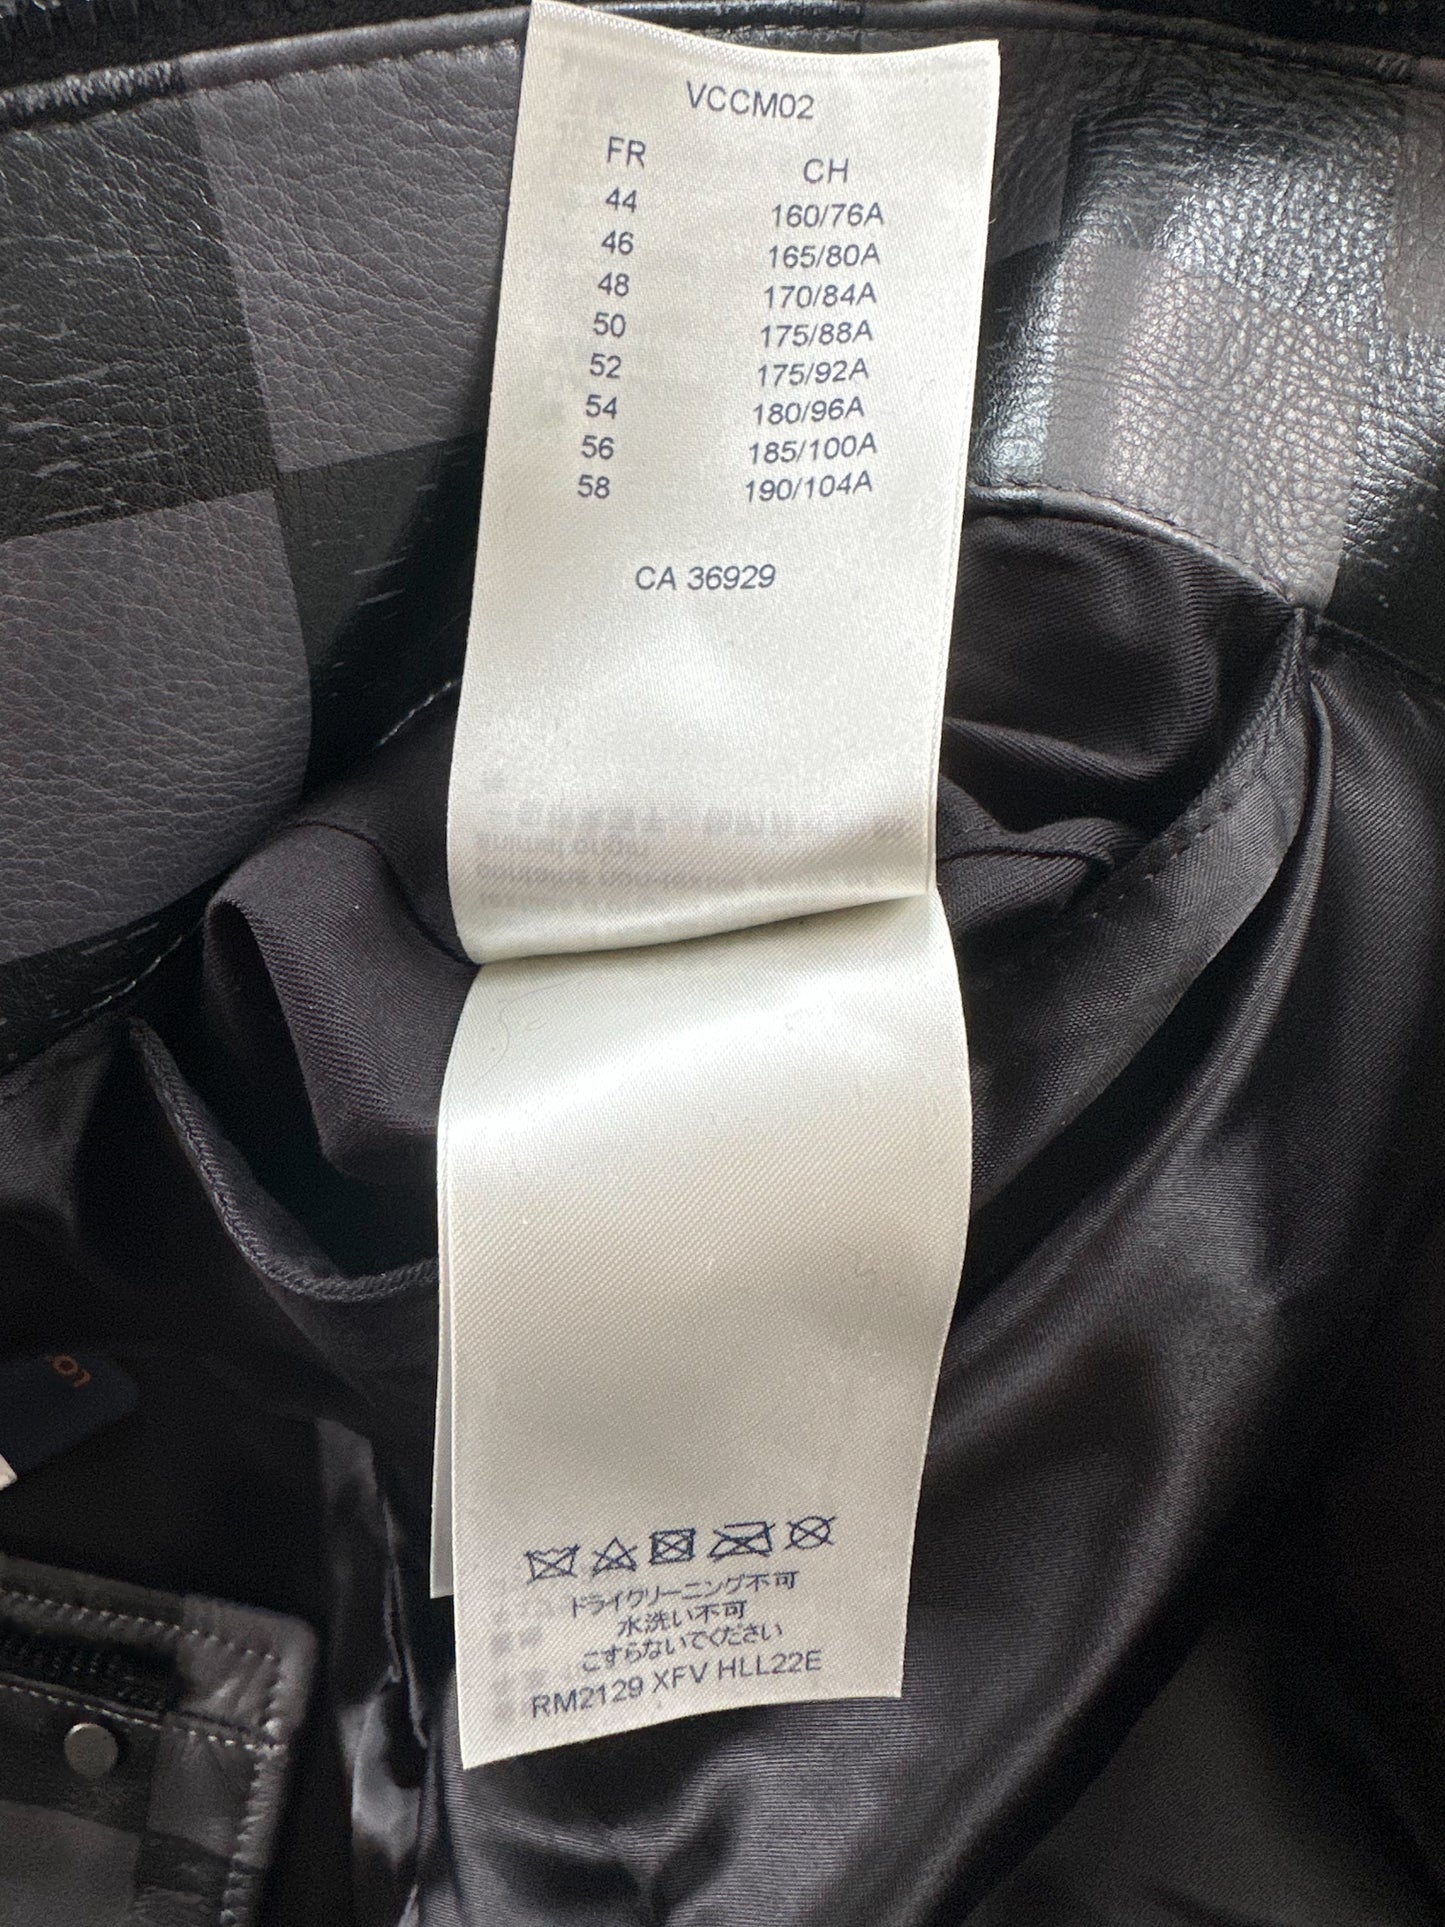 VCCM02
FR CH
44 160/76A
46 165/80A
48 170/84A
50 175/88A
52 175/92A
54 180/96A
56 185/100A
58 190/104A
CA 36929
ドライクリーニング不可
水洗い不可
こすらないでください
RM2129 XFV HLL22E